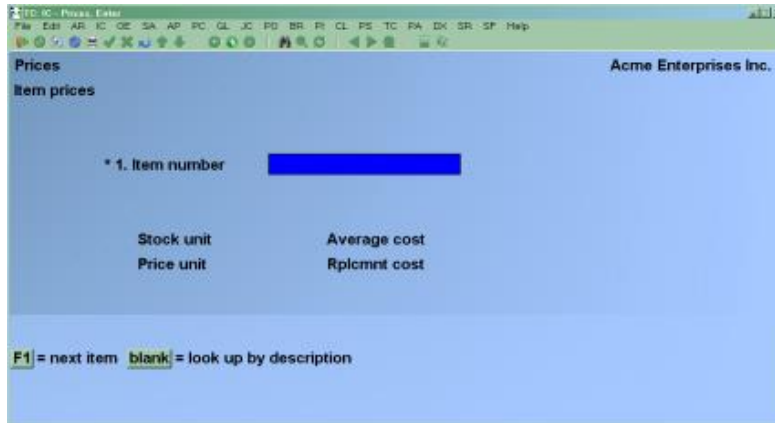 TC: IC - Prices, Enter
File Edit AR IC OE SA AP PC GL JC PO BR PI CL PS TC PA DX SR SF Help
Prices Acme Enterprises Inc.
Item prices
* 1. Item number
Stock unit Average cost
Price unit Rplcmnt cost
F1 = next item blank = look up by description